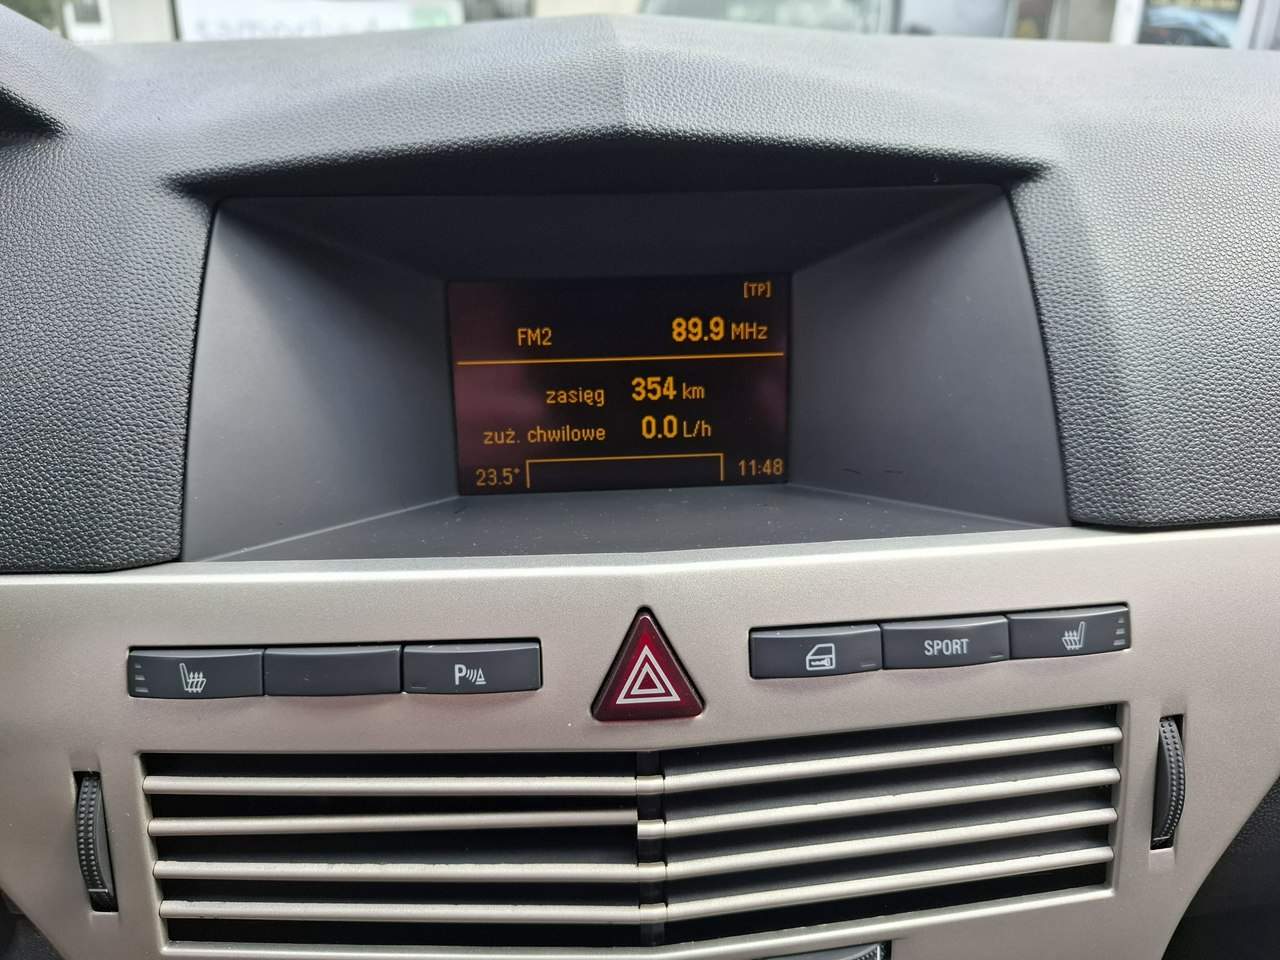 [TP]
FM2 89.9 MHz
zasięg 354 km
zuż. chwilowe 0.0 L/h
23.5° 11:48
P SPORT